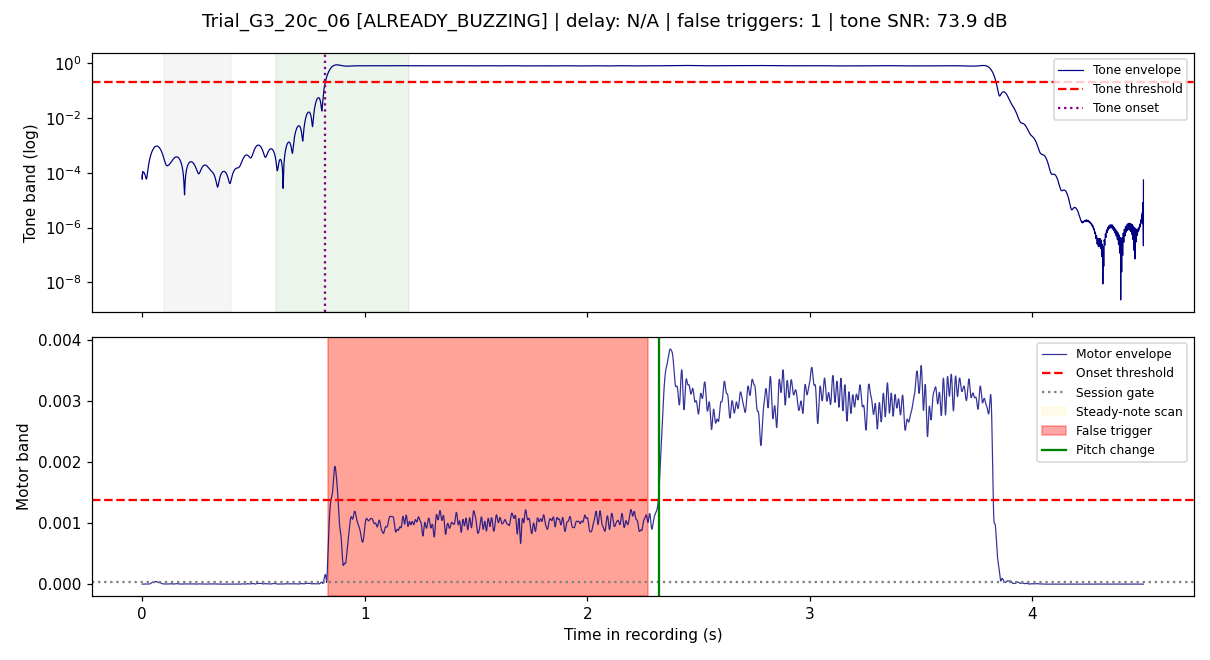 Trial_G3_20c_06 [ALREADY_BUZZING] | delay: N/A | false triggers: 1 | tone SNR: 73.9 dB
Tone band (log)
10^0
10^-2
10^-4
10^-6
10^-8
Tone envelope
Tone threshold
Tone onset
Motor band
0.004
0.003
0.002
0.001
0.000
Motor envelope
Onset threshold
Session gate
Steady-note scan
False trigger
Pitch change
0
1
2
3
4
Time in recording (s)